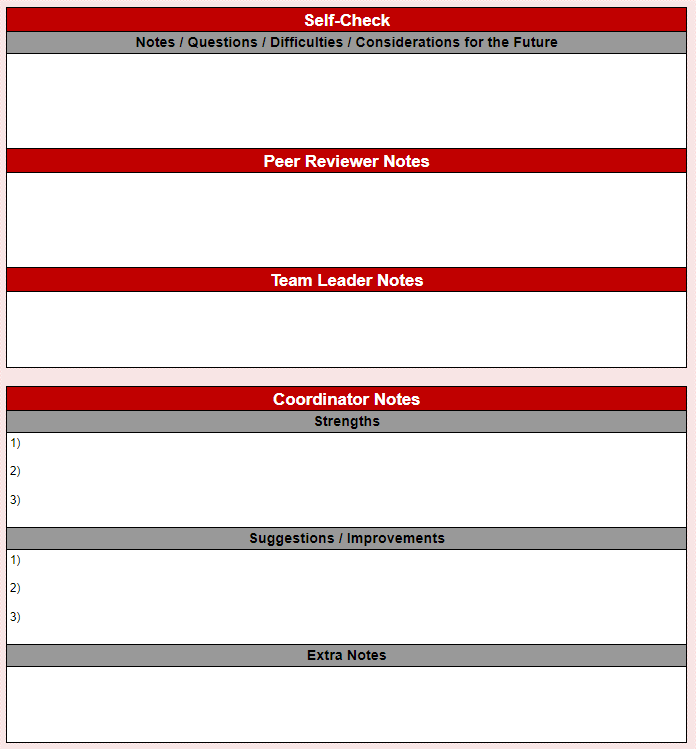 Self-Check
Notes / Questions / Difficulties / Considerations for the Future
Peer Reviewer Notes
Team Leader Notes
Coordinator Notes
Strengths
1)
2)
3)
Suggestions / Improvements
1)
2)
3)
Extra Notes